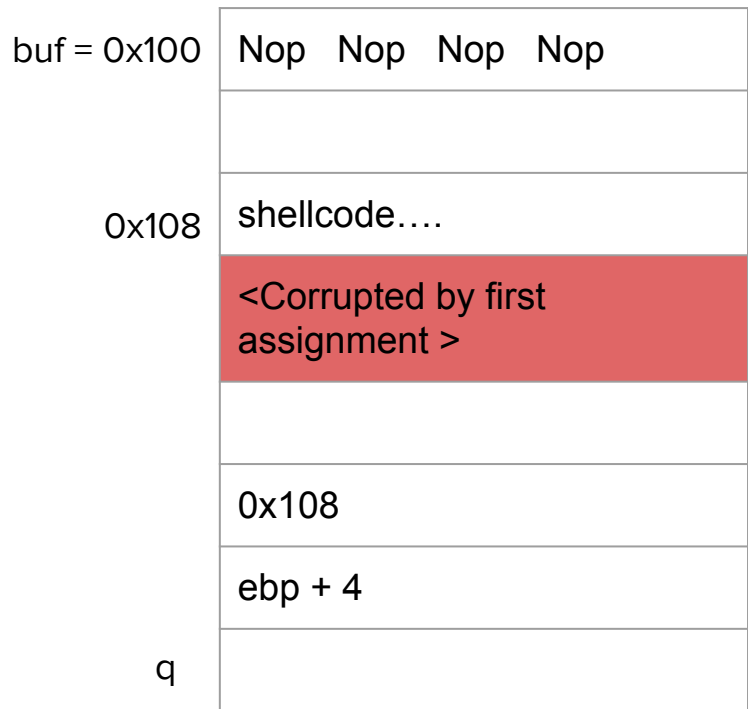 buf = 0x100 Nop Nop Nop Nop
0x108 shellcode….
<Corrupted by first
assignment >
0x108
ebp + 4
q